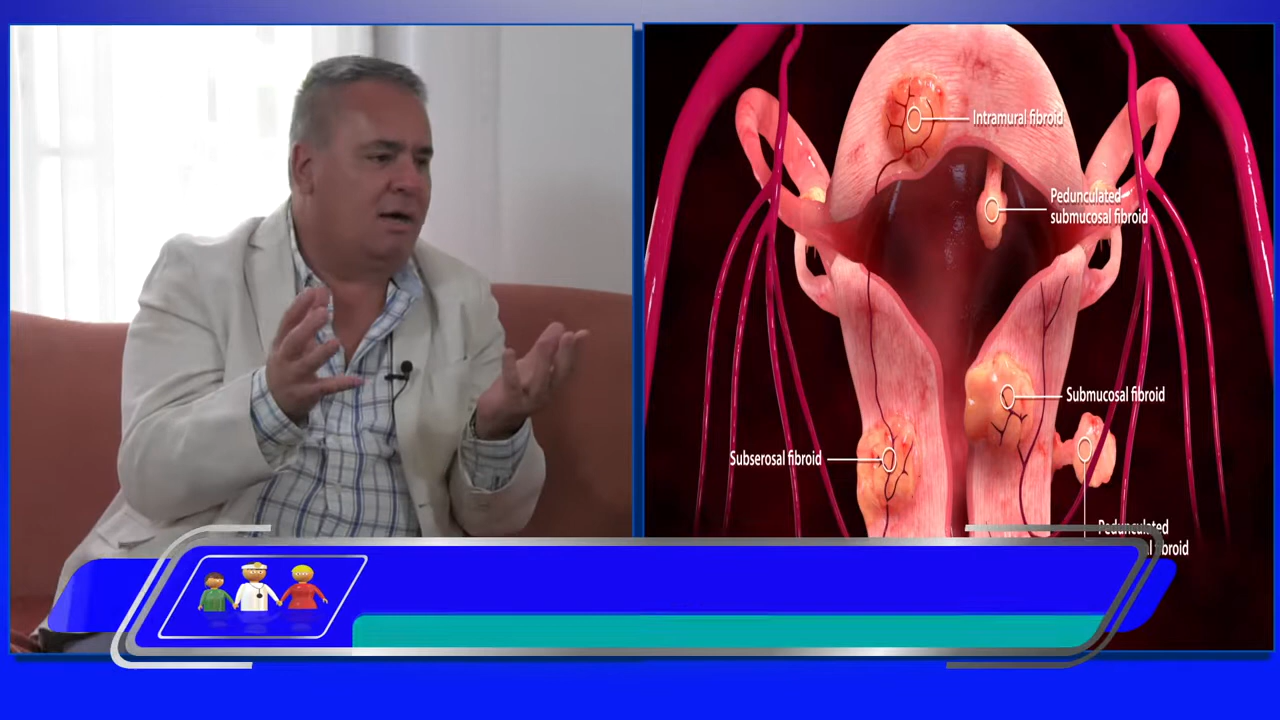 Intramural fibroid
Pedunculated
submucosal fibroid
Submucosal fibroid
Subserosal fibroid
Pedunculated
fibroid